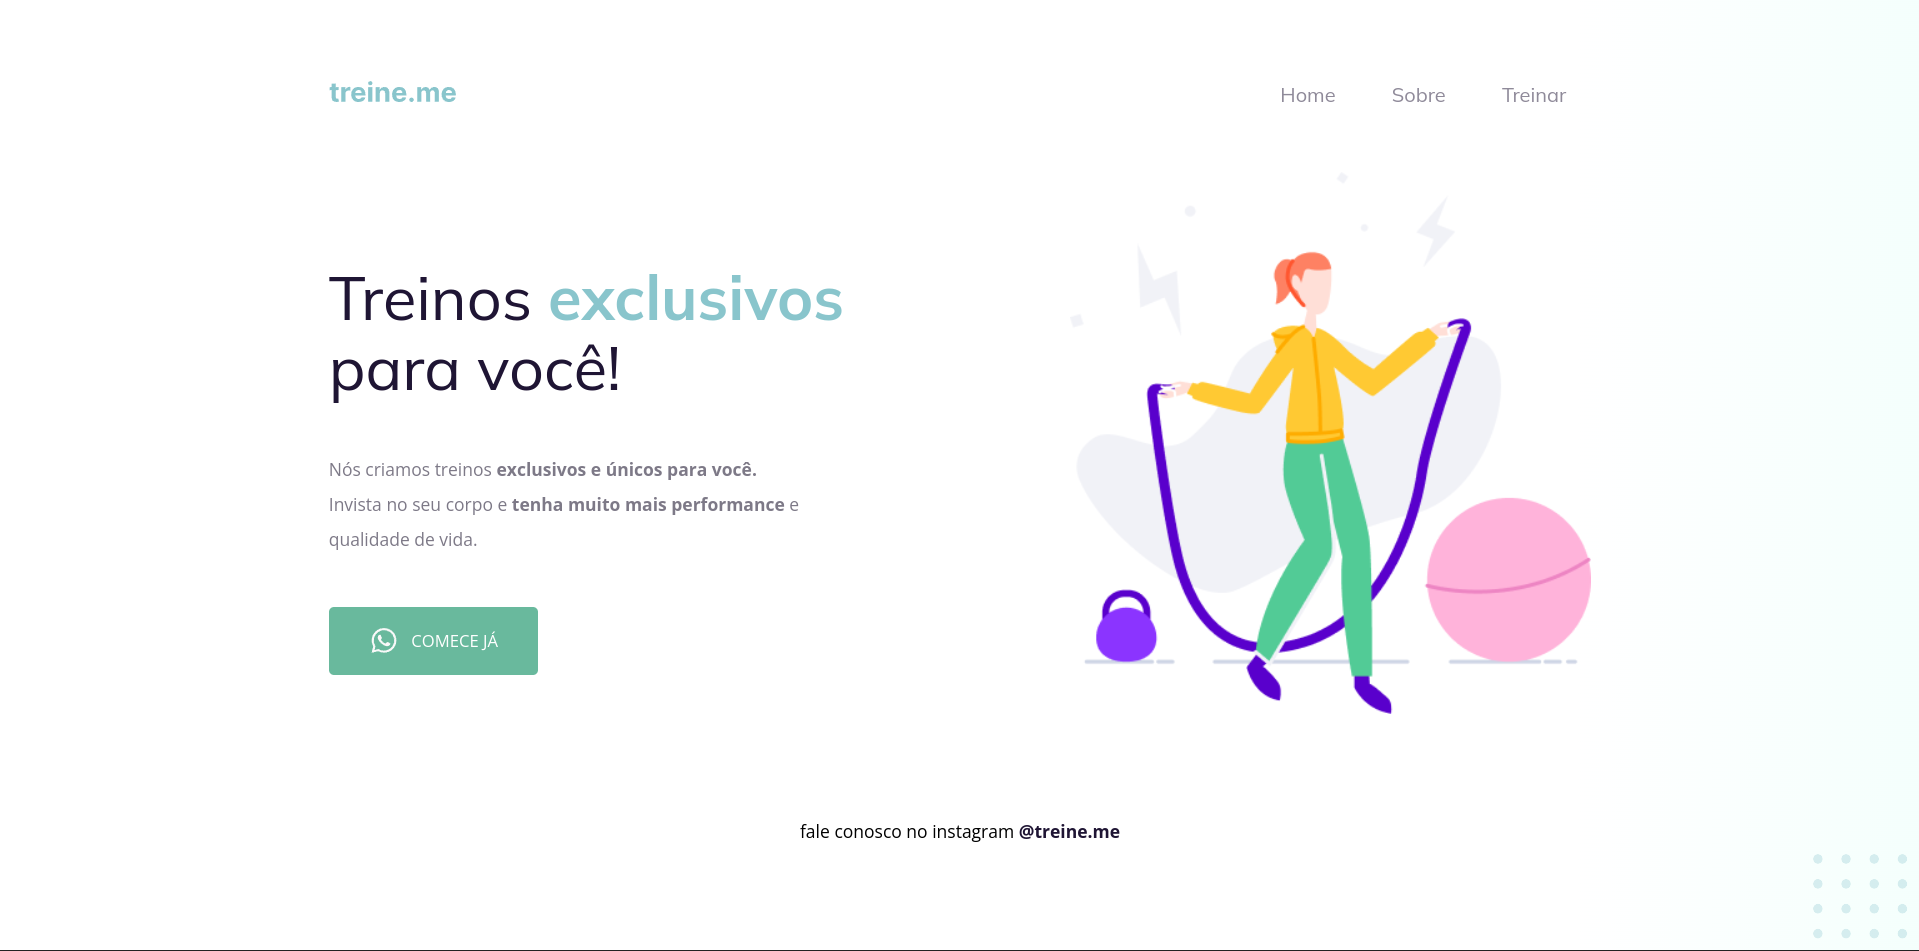 treine.me
Home Sobre Treinar
Treinos exclusivos
para você!
Nós criamos treinos exclusivos e únicos para você.
Invista no seu corpo e tenha muito mais performance e
qualidade de vida.
COMECE JÁ
fale conosco no instagram @treine.me